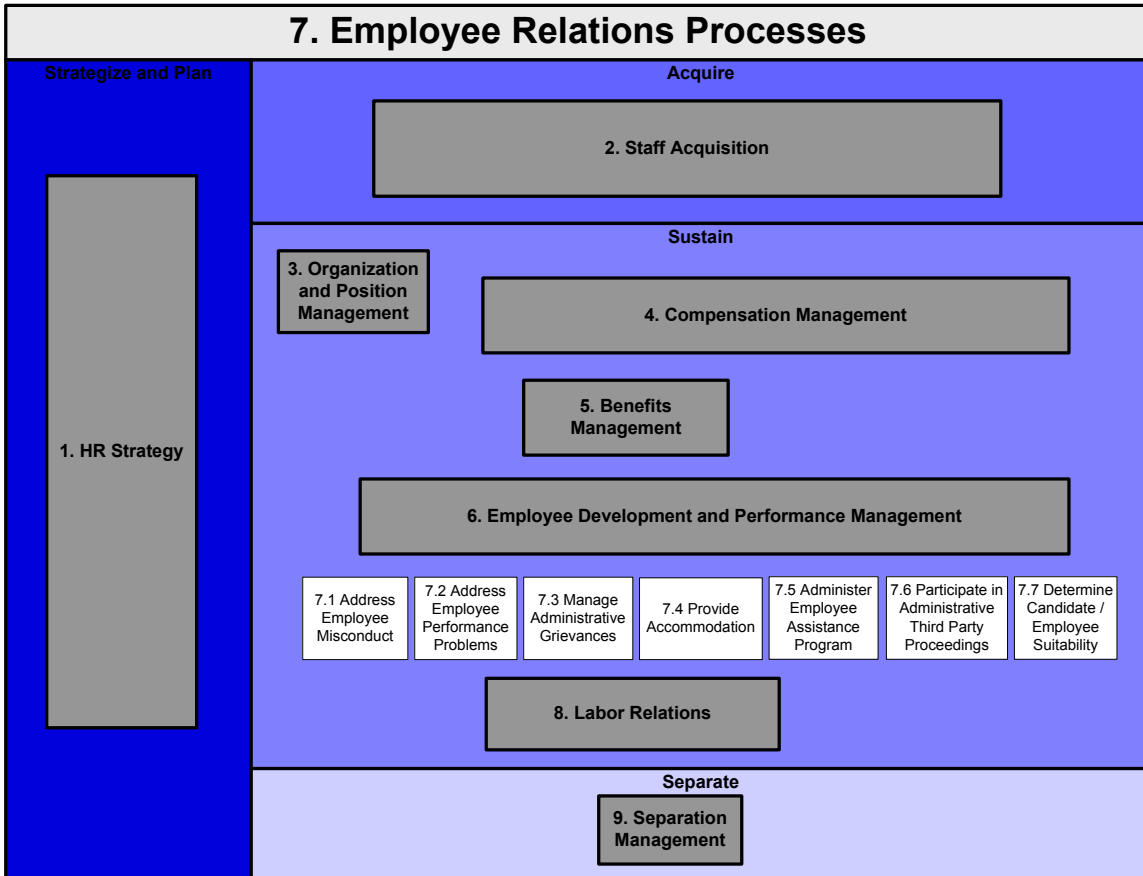 7. Employee Relations Processes
Strategize and Plan
1. HR Strategy
Acquire
2. Staff Acquisition
Sustain
3. Organization
and Position
Management
4. Compensation Management
5. Benefits
Management
6. Employee Development and Performance Management
7.1 Address
Employee
Misconduct
7.2 Address
Employee
Performance
Problems
7.3 Manage
Administrative
Grievances
7.4 Provide
Accommodation
7.5 Administer
Employee
Assistance
Program
7.6 Participate in
Administrative
Third Party
Proceedings
7.7 Determine
Candidate /
Employee
Suitability
8. Labor Relations
Separate
9. Separation
Management